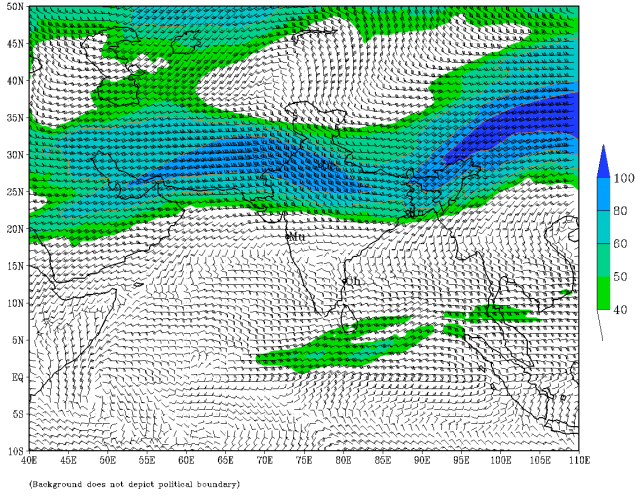 50N
45N
40N
35N
30N
25N
20N
15N
10N
5N
EQ
5S
10S
40E 45E 50E 55E 60E 65E 70E 75E 80E 85E 90E 95E 100E 105E 110E
100
80
60
50
40
Mu
(Background does not depict political boundary)